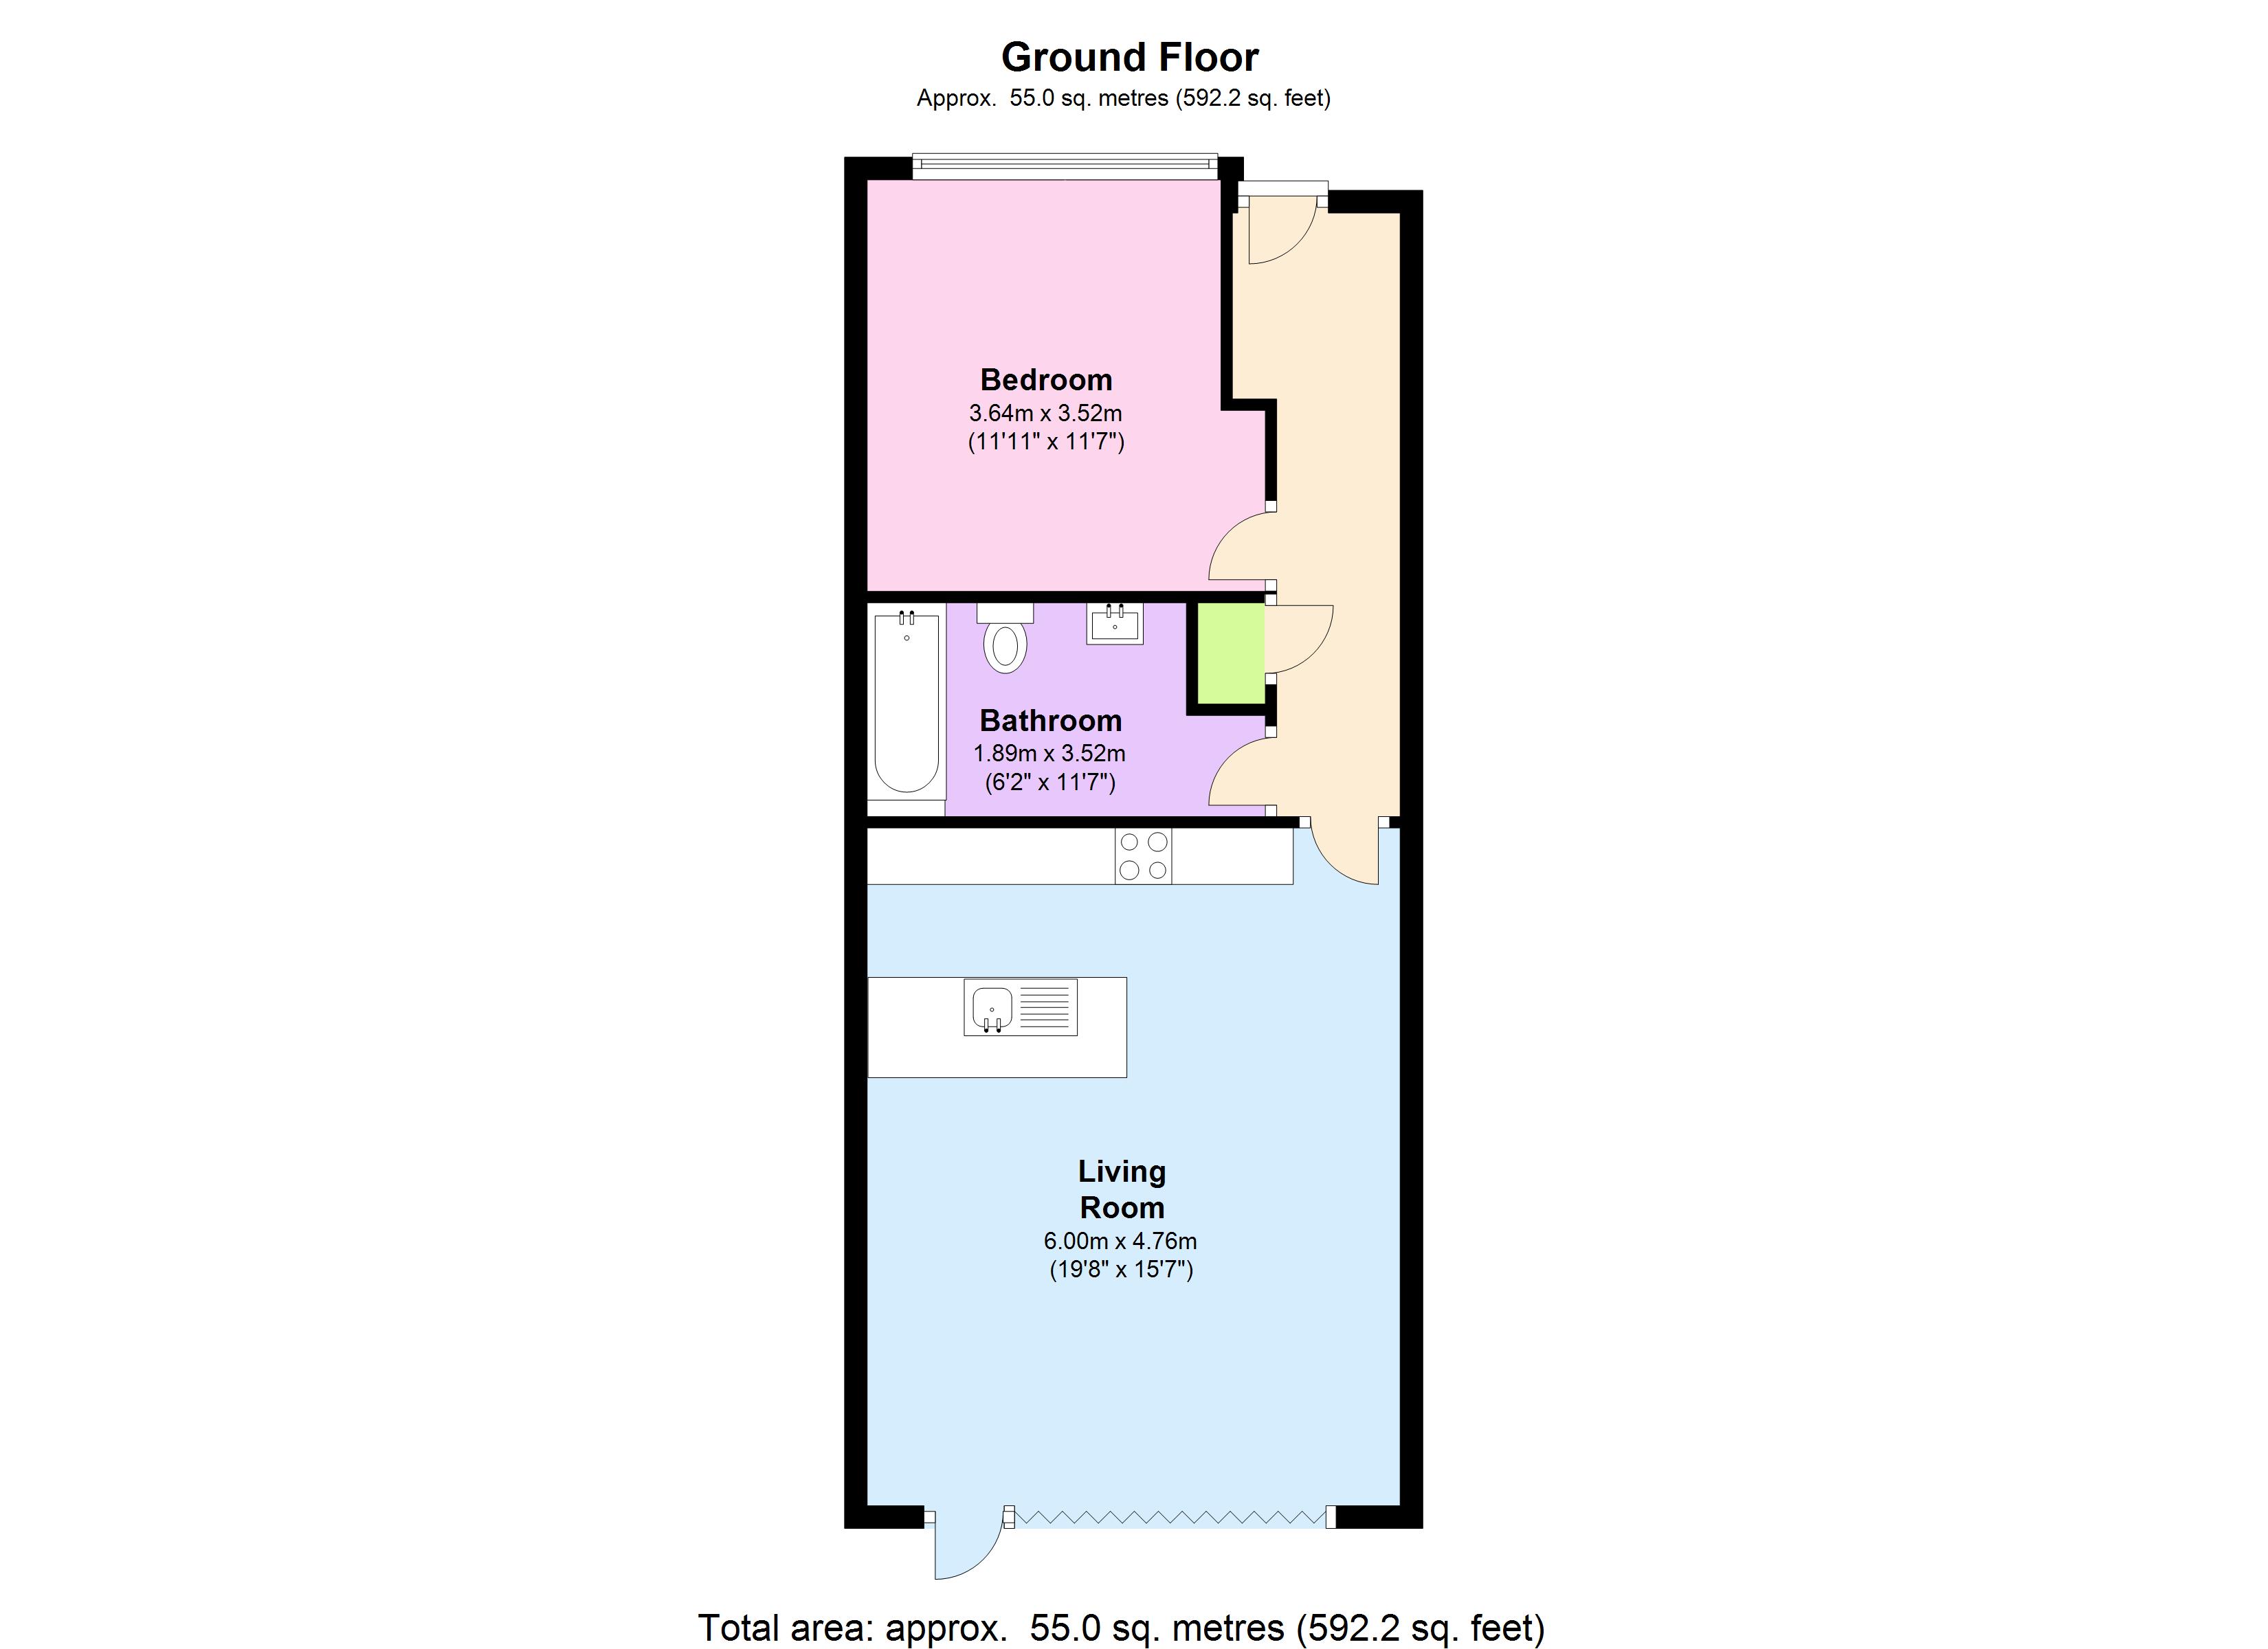 Ground Floor
Approx.  55.0 sq. metres (592.2 sq. feet)
Bedroom
3.64m x 3.52m
(11'11" x 11'7")
Bathroom
1.89m x 3.52m
(6'2" x 11'7")
Living
Room
6.00m x 4.76m
(19'8" x 15'7")
Total area: approx.  55.0 sq. metres (592.2 sq. feet)